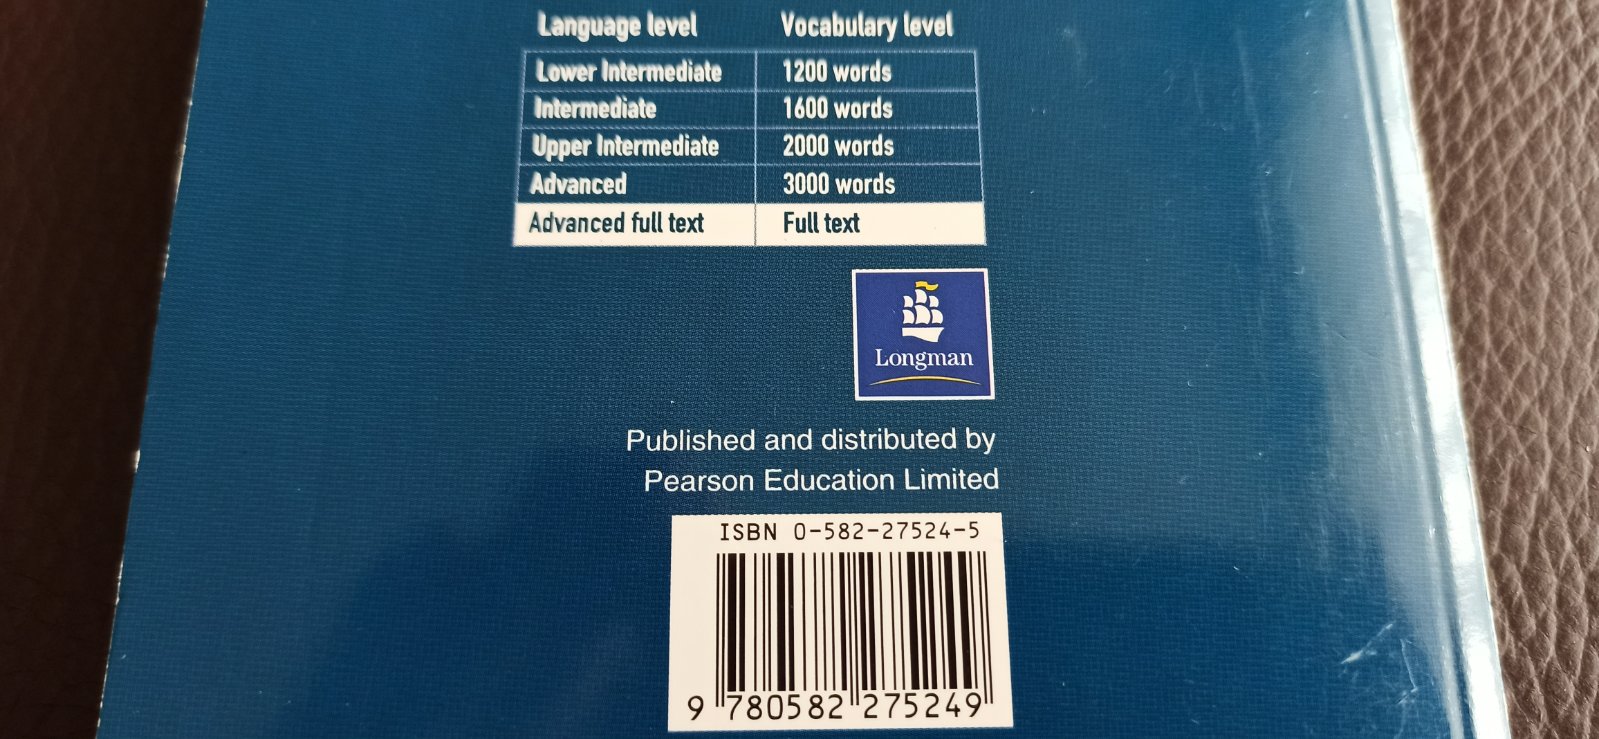 Language level Vocabulary level
Lower Intermediate 1200 words
Intermediate 1600 words
Upper Intermediate 2000 words
Advanced 3000 words
Advanced full text Full text
Longman
Published and distributed by
Pearson Education Limited
ISBN 0-582-27524-5
9 780582 275249